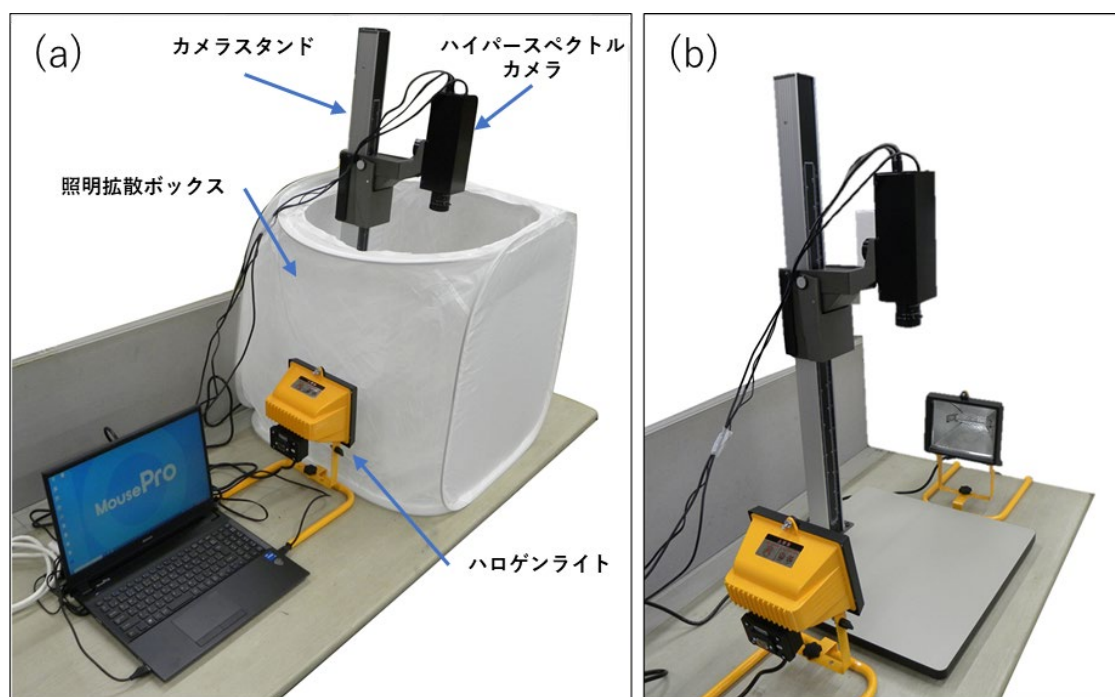 (a)
カメラスタンド
ハイパースペクトル
カメラ
照明拡散ボックス
MousePro
ハロゲンライト
(b)